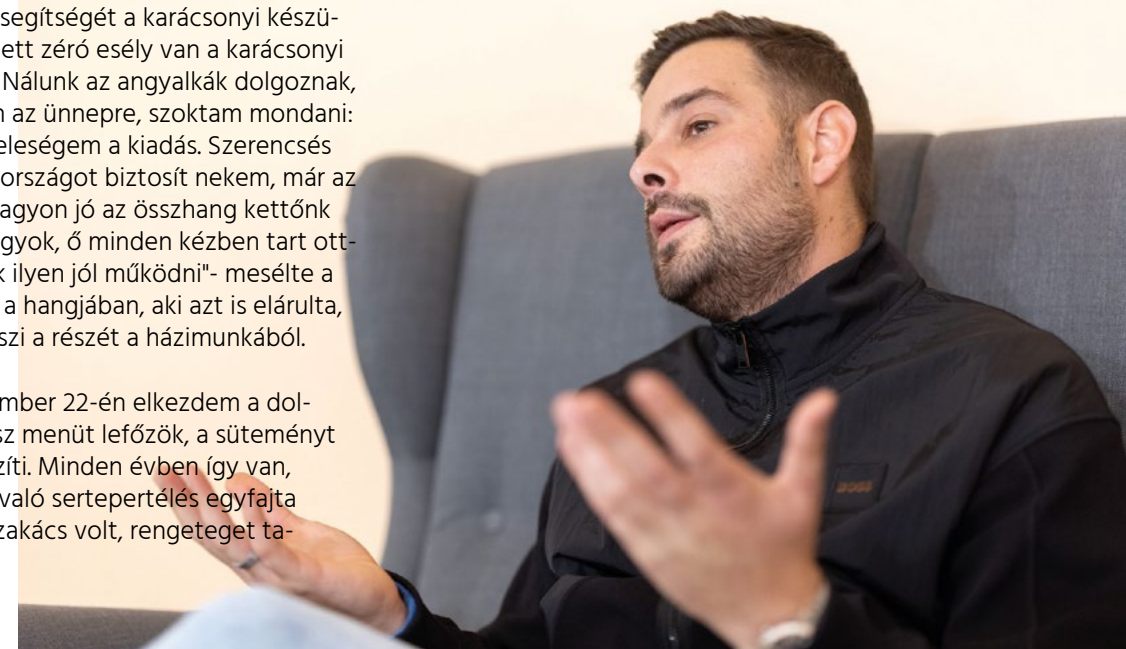 segítségét a karácsonyi készü-
ett zéró esély van a karácsonyi
Nálunk az angyalkák dolgoznak,
az ünnepre, szoktam mondani:
eleségem a kiadás. Szerencsés
országot biztosít nekem, már az
agyon jó az összhang kettőnk
gyok, ő minden kézben tart ott-
k ilyen jól működni"- mesélte a
a hangjában, aki azt is elárulta,
szi a részét a házimunkából.
mber 22-én elkezdem a dol-
sz menüt lefőzök, a süteményt
zíti. Minden évben így van,
való sertepertélés egyfajta
zakács volt, rengeteget ta-
BOSS